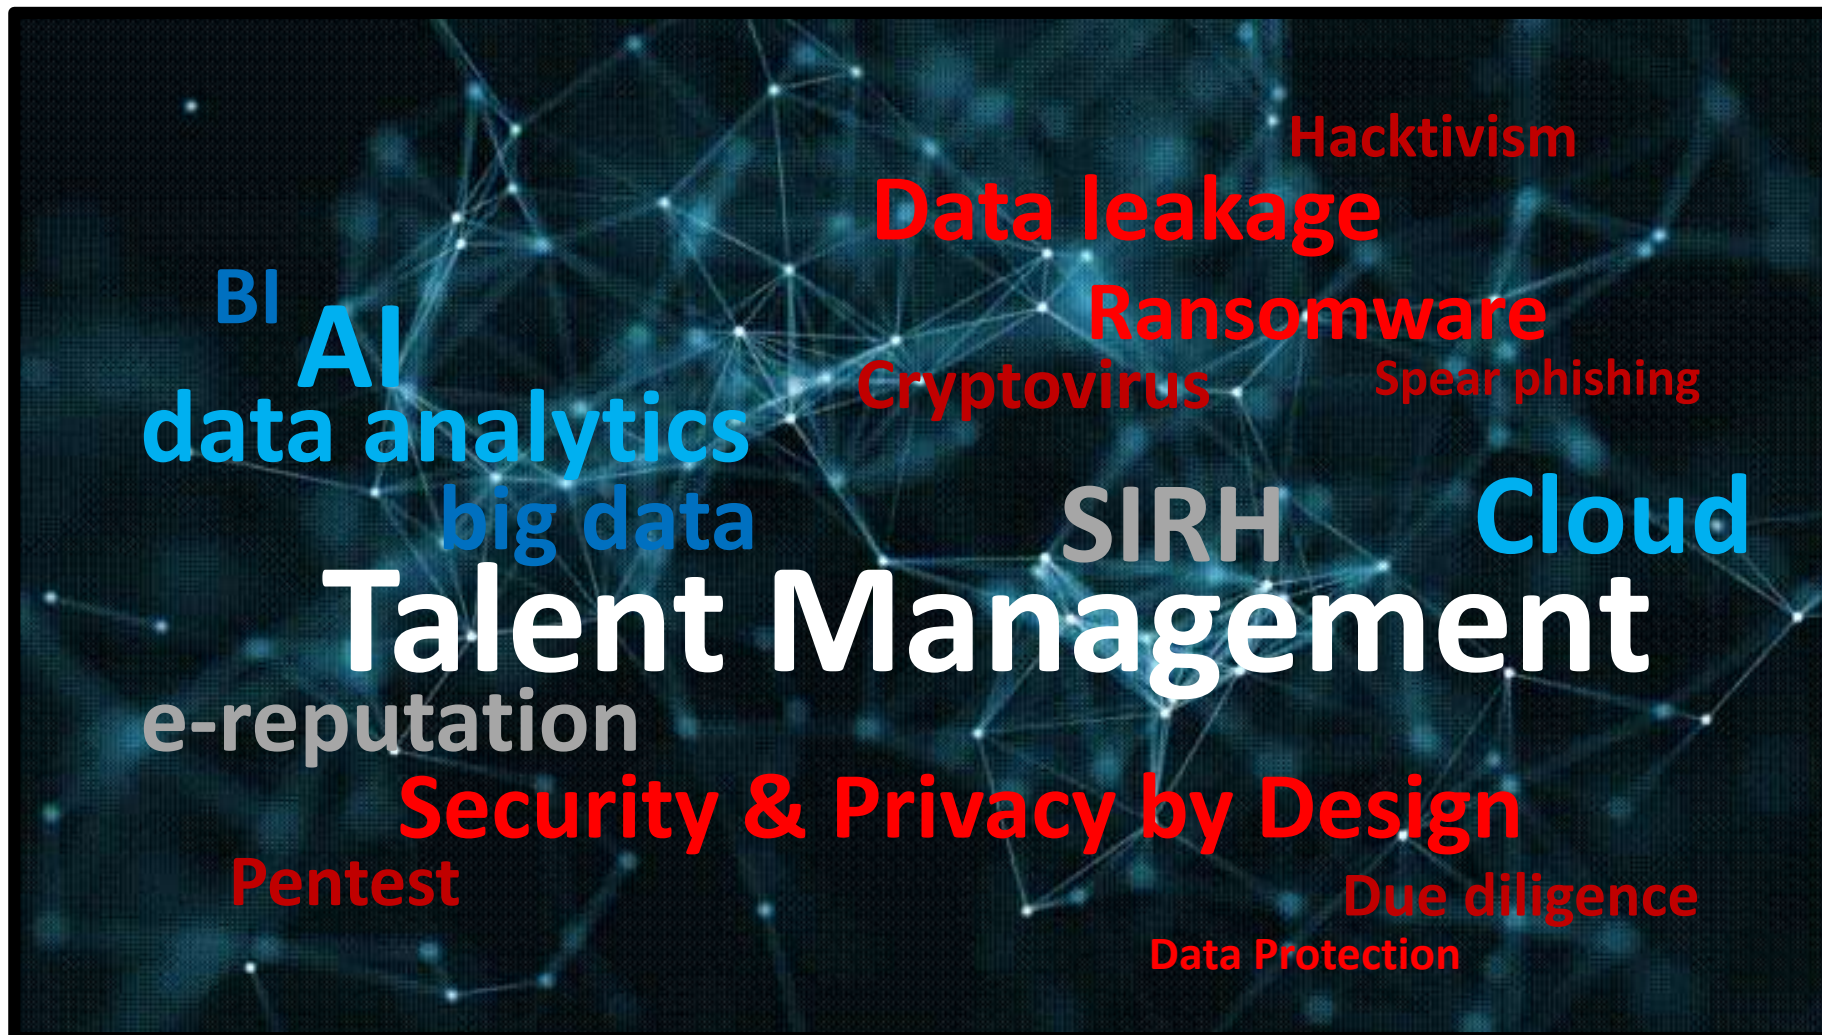 Hacktivism
Data leakage
BI
AI
Ransomware
Cryptovirus
Spear phishing
data analytics
big data
SIRH
Cloud
Talent Management
e-reputation
Security & Privacy by Design
Pentest
Due diligence
Data Protection